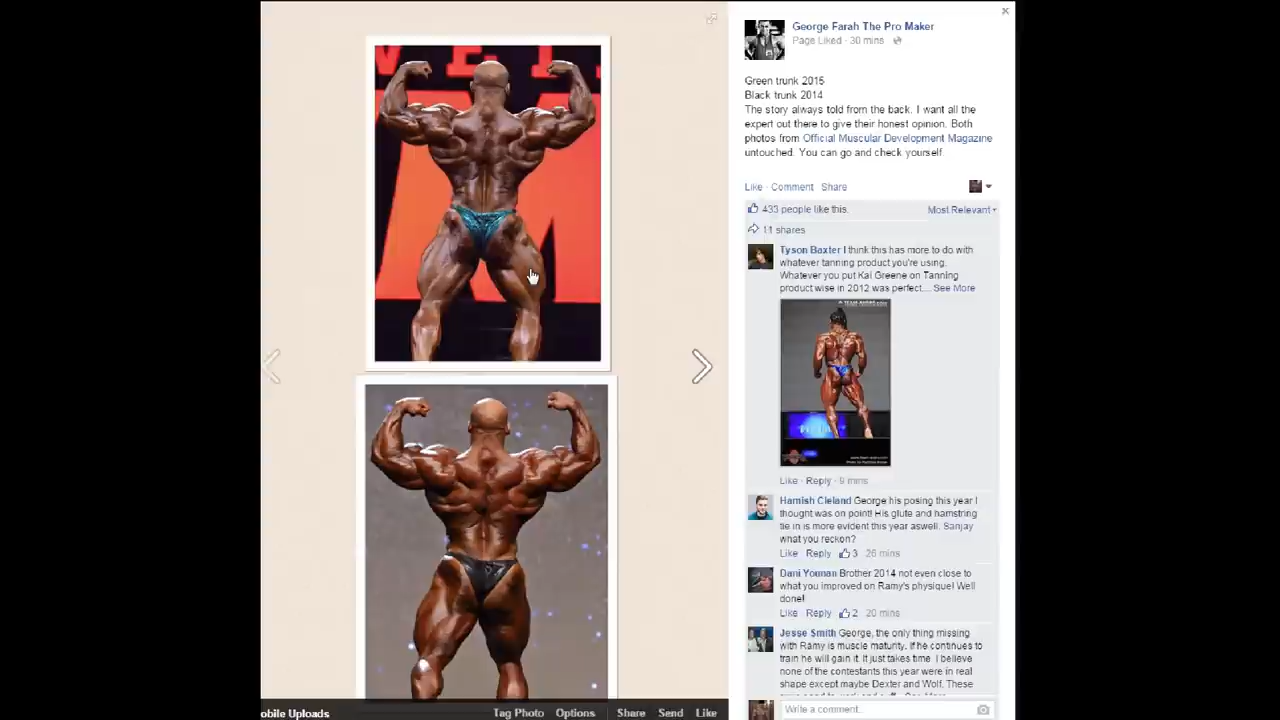 George Farah The Pro Maker
Page Liked · 30 mins
Green trunk 2015
Black trunk 2014
The story always told from the back. I want all the
expert out there to give their honest opinion. Both
photos from Official Muscular Development Magazine
untouched. You can go and check yourself
Like · Comment Share
433 people like this.
Most Relevant
11 shares
Tyson Baxter I think this has more to do with
whatever tanning product you're using.
Whatever you put Kai Greene on Tanning
product wise in 2012 was perfect... See More
Like · Reply · 9 mins
Hamish Cleland George his posing this year I
thought was on point! His glute and hamstring
tie in is more evident this year aswell. Sanjay
what you reckon?
Like Reply 3 26 mins
Dani Younan Brother 2014 not even close to
what you improved on Ramy's physique! Well
done!
Like Reply 2 20 mins
Jesse Smith George, the only thing missing
with Ramy is muscle maturity. If he continues to
train he will gain it. It just takes time. I believe
none of the contestants this year were in real
shape except maybe Dexter and Wolf. These
Write a comment...
obile Uploads
Tag Photo Options Share Send Like